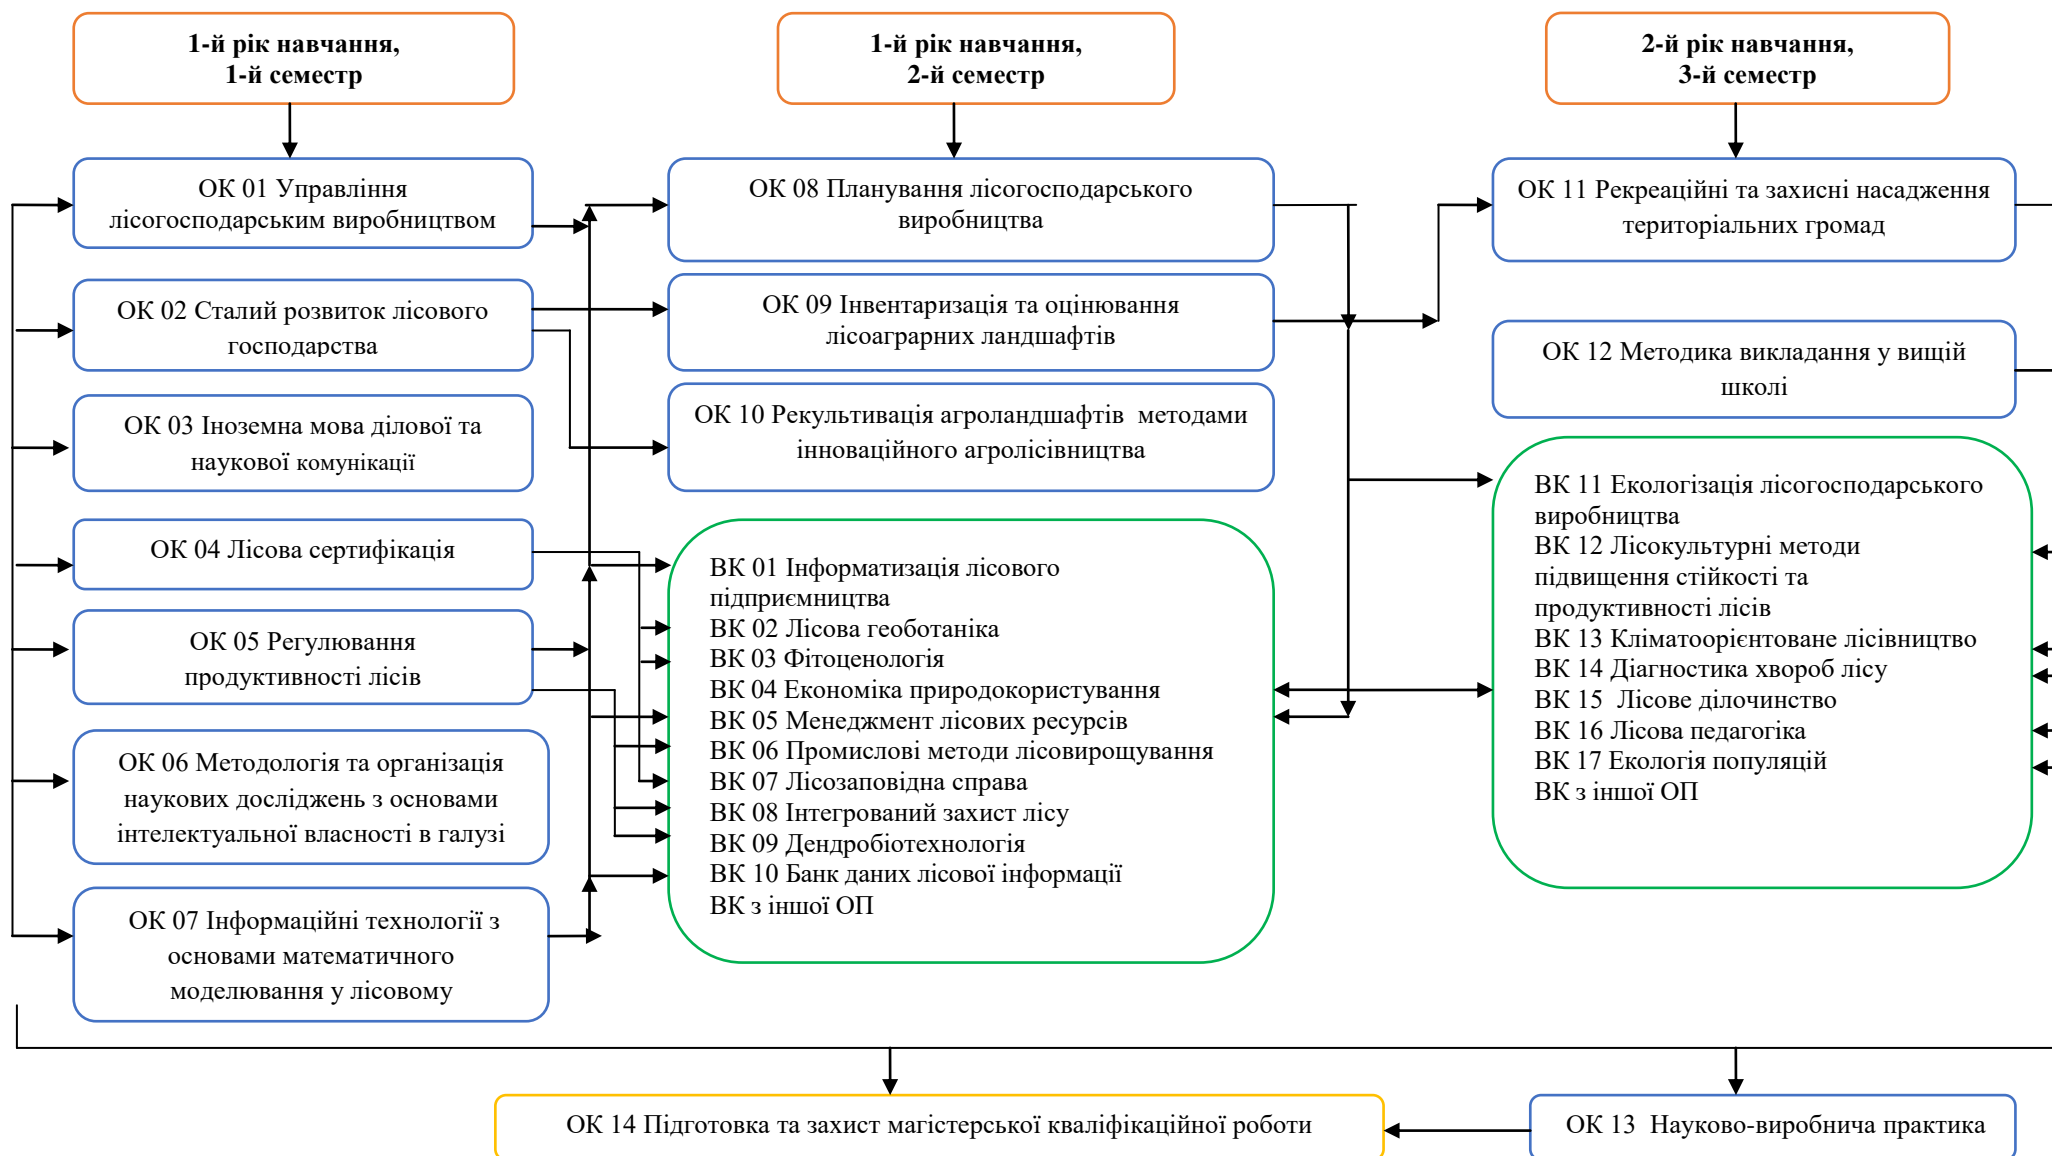 1-й рік навчання,
1-й семестр
1-й рік навчання,
2-й семестр
2-й рік навчання,
3-й семестр
ОК 01 Управління
лісогосподарським виробництвом
ОК 02 Сталий розвиток лісового
господарства
ОК 03 Іноземна мова ділової та
наукової комунікації
ОК 04 Лісова сертифікація
ОК 05 Регулювання
продуктивності лісів
ОК 06 Методологія та організація
наукових досліджень з основами
інтелектуальної власності в галузі
ОК 07 Інформаційні технології з
основами математичного
моделювання у лісовому
ОК 08 Планування лісогосподарського
виробництва
ОК 09 Інвентаризація та оцінювання
лісоаграрних ландшафтів
ОК 10 Рекультивація агроландшафтів методами
інноваційного агролісівництва
ВК 01 Інформатизація лісового
підприємництва
ВК 02 Лісова геоботаніка
ВК 03 Фітоценологія
ВК 04 Економіка природокористування
ВК 05 Менеджмент лісових ресурсів
ВК 06 Промислові методи лісовирощування
ВК 07 Лісозаповідна справа
ВК 08 Інтегрований захист лісу
ВК 09 Дендробіотехнологія
ВК 10 Банк даних лісової інформації
ВК з іншої ОП
ОК 11 Рекреаційні та захисні насадження
територіальних громад
ОК 12 Методика викладання у вищій
школі
ВК 11 Екологізація лісогосподарського
виробництва
ВК 12 Лісокультурні методи
підвищення стійкості та
продуктивності лісів
ВК 13 Кліматоорієнтоване лісівництво
ВК 14 Діагностика хвороб лісу
ВК 15 Лісове ділочинство
ВК 16 Лісова педагогіка
ВК 17 Екологія популяцій
ВК з іншої ОП
ОК 14 Підготовка та захист магістерської кваліфікаційної роботи
ОК 13 Науково-виробнича практика